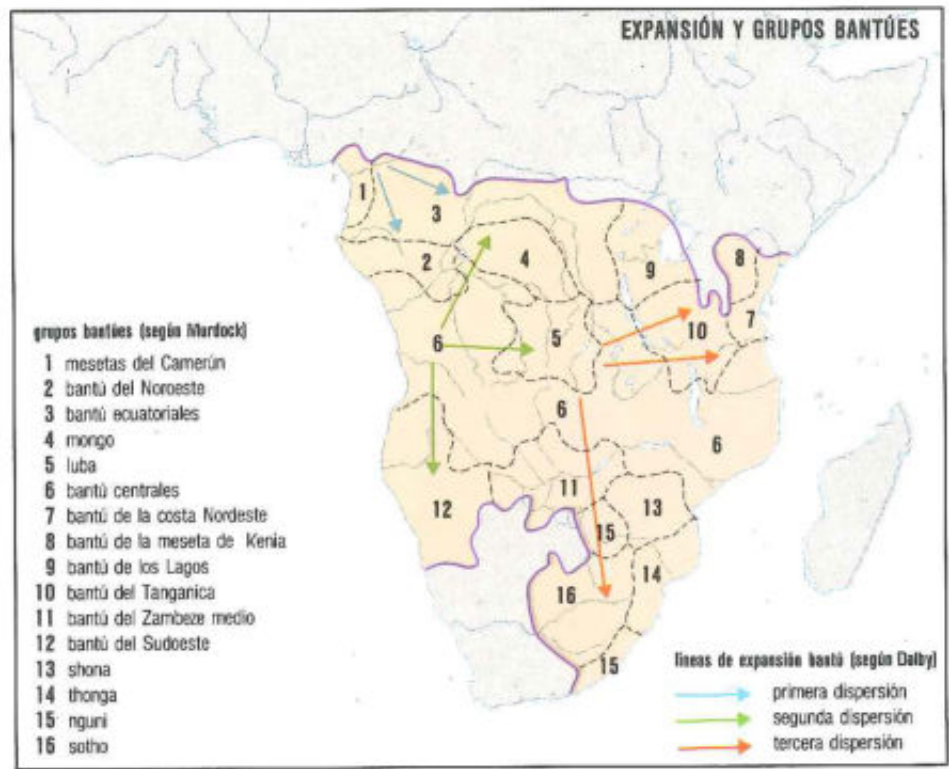 EXPANSIÓN Y GRUPOS BANTÚES
1
3
2
4
9
8
7
10
5
6
6
6
12
11
13
15
14
16
15
grupos bantúes (según Murdock)
1 mesetas del Camerún
2 bantú del Noroeste
3 bantú ecuatoriales
4 mongo
5 luba
6 bantú centrales
7 bantú de la costa Nordeste
8 bantú de la meseta de Kenia
9 bantú de los Lagos
10 bantú del Tanganica
11 bantú del Zambeze medio
12 bantú del Sudoeste
13 shona
14 thonga
15 nguni
16 sotho
líneas de expansión bantú (según Dalby)
primera dispersión
segunda dispersión
tercera dispersión